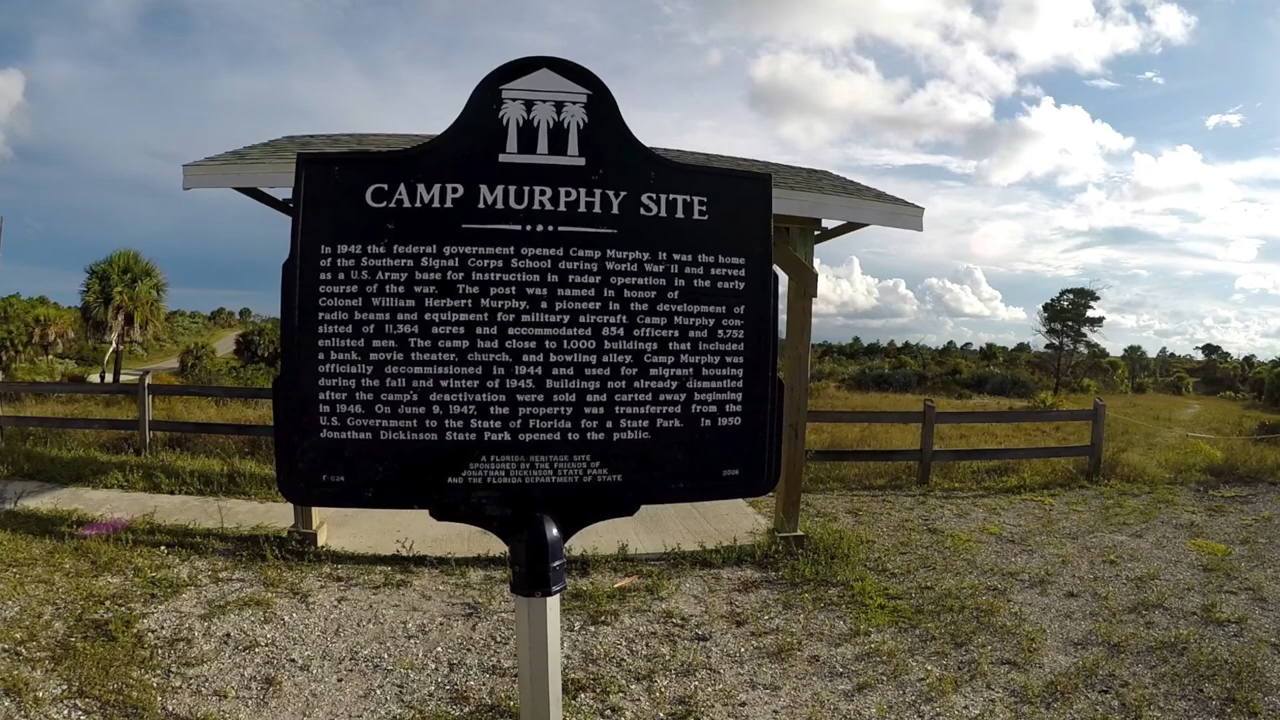 CAMP MURPHY SITE
In 1942 the federal government opened Camp Murphy. It was the home
of the Southern Signal Corps School during World War II and served
as a U.S. Army base for instruction in radar operation in the early
course of the war. The post was named in honor of
Colonel William Herbert Murphy, a pioneer in the development of
radio beams and equipment for military aircraft. Camp Murphy con-
sisted of 11,364 acres and accommodated 854 officers and 5,752
enlisted men. The camp had close to 1,000 buildings that included
a bank, movie theater, church, and bowling alley. Camp Murphy was
officially decommissioned in 1944 and used for migrant housing
during the fall and winter of 1945. Buildings not already dismantled
after the camp's deactivation were sold and carted away beginning
in 1946. On June 9, 1947, the property was transferred from the
U.S. Government to the State of Florida for a State Park. In 1950
Jonathan Dickinson State Park opened to the public.
A FLORIDA HERITAGE SITE
SPONSORED BY THE FRIENDS OF
JONATHAN DICKINSON STATE PARK
AND THE FLORIDA DEPARTMENT OF STATE